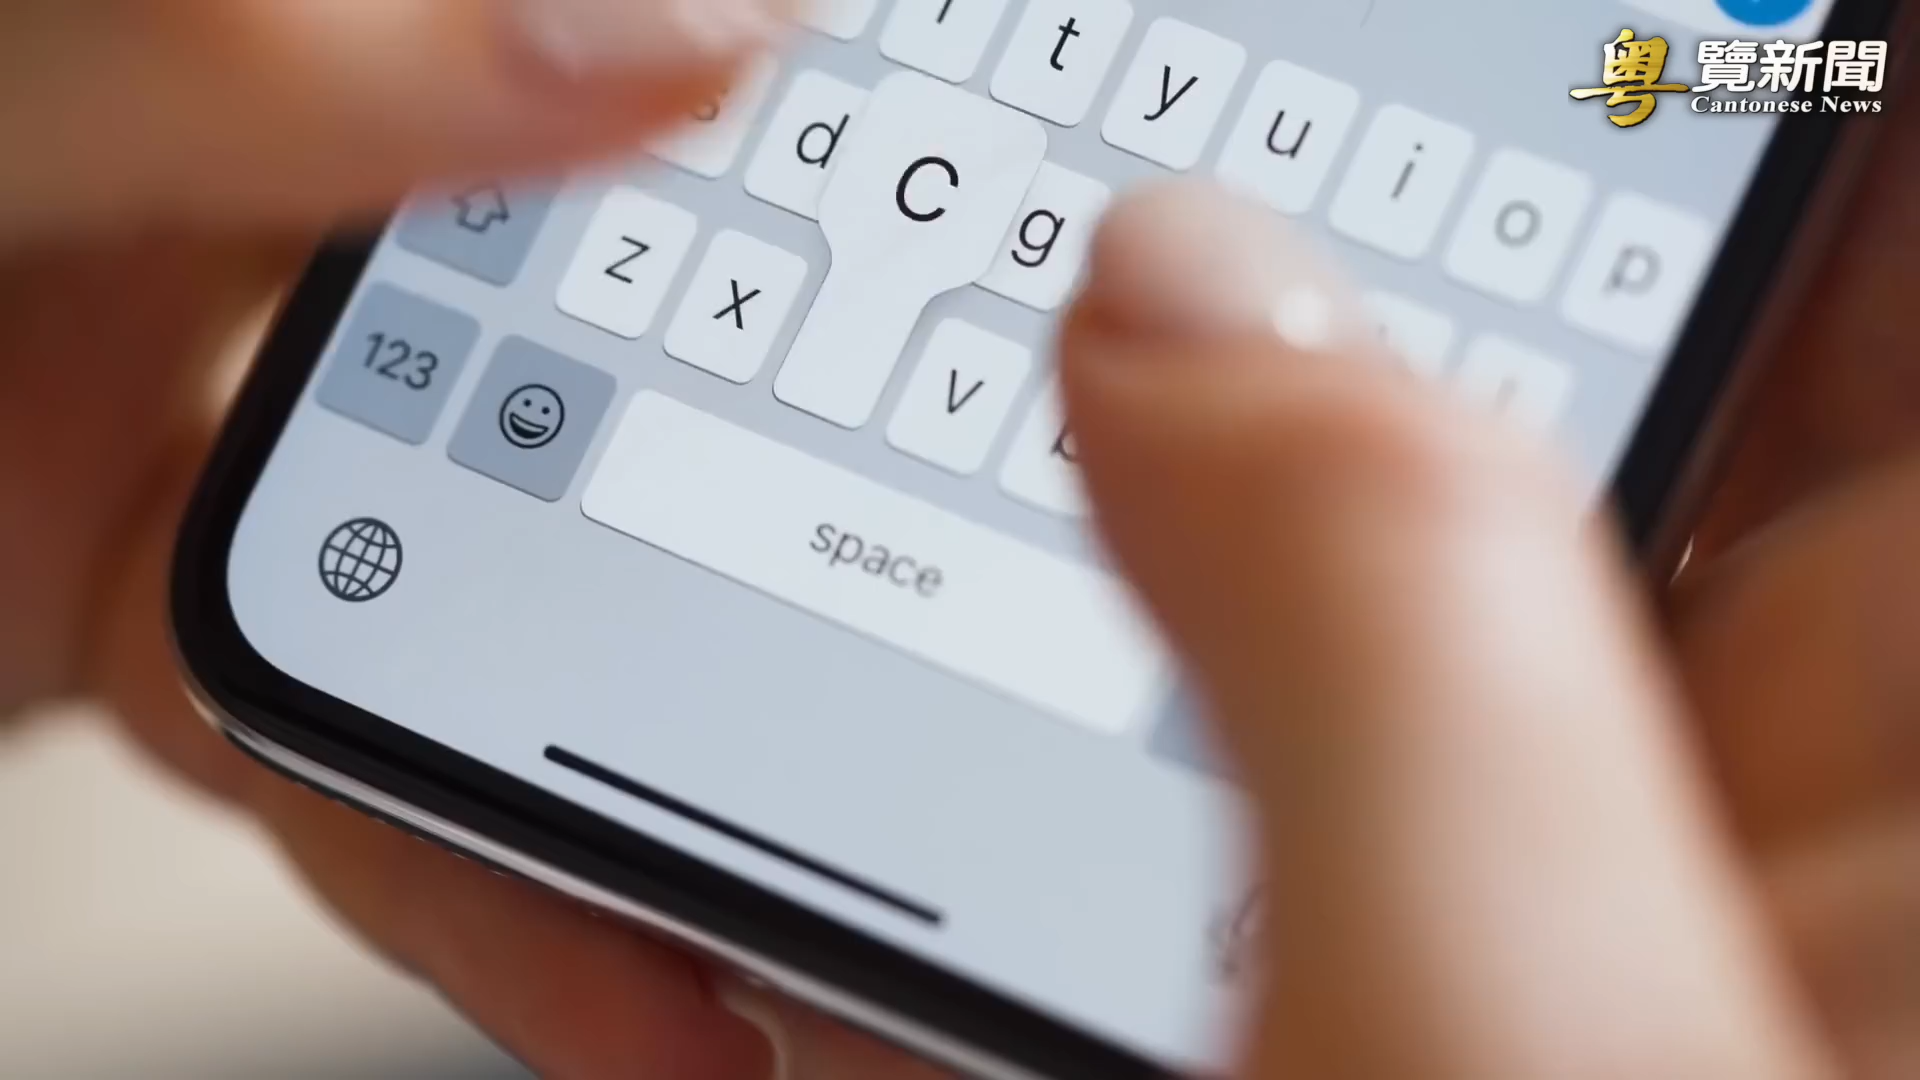 粵覽新聞
Cantonese News
t y u i o p
s d C g
z x v b
123
space